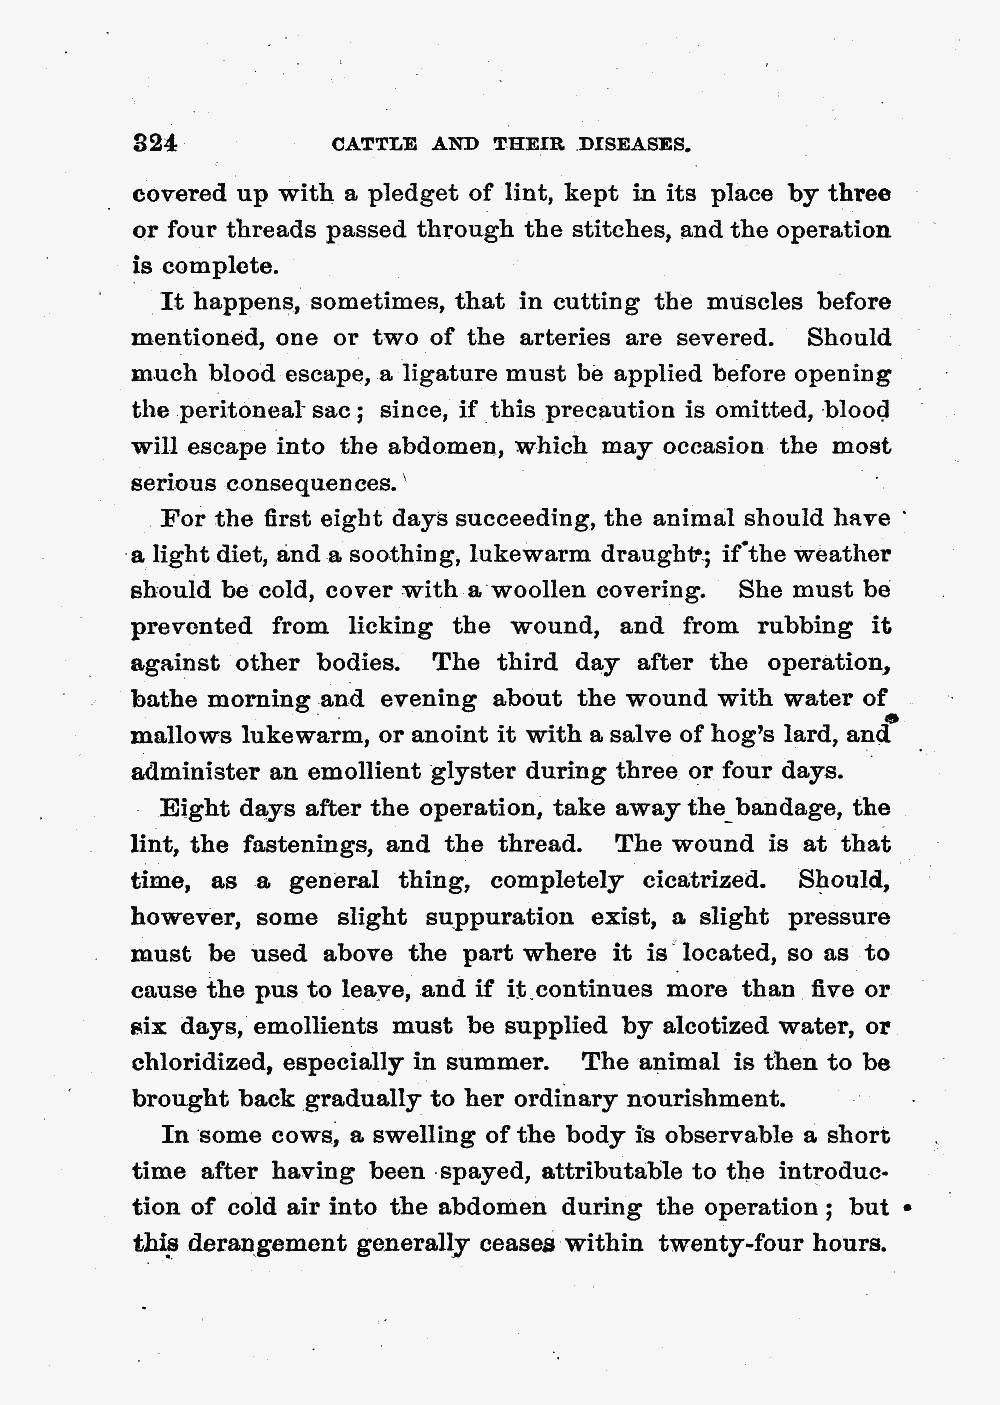 324 CATTLE AND THEIR DISEASES.
covered up with a pledget of lint, kept in its place by three
or four threads passed through the stitches, and the operation
is complete.
It happens, sometimes, that in cutting the muscles before
mentioned, one or two of the arteries are severed. Should
much blood escape, a ligature must be applied before opening
the peritoneal sac; since, if this precaution is omitted, blood
will escape into the abdomen, which may occasion the most
serious consequences.
For the first eight days succeeding, the animal should have
a light diet, and a soothing, lukewarm draught; if the weather
should be cold, cover with a woollen covering. She must be
prevented from licking the wound, and from rubbing it
against other bodies. The third day after the operation,
bathe morning and evening about the wound with water of
mallows lukewarm, or anoint it with a salve of hog's lard, and
administer an emollient glyster during three or four days.
Eight days after the operation, take away the bandage, the
lint, the fastenings, and the thread. The wound is at that
time, as a general thing, completely cicatrized. Should,
however, some slight suppuration exist, a slight pressure
must be used above the part where it is located, so as to
cause the pus to leave, and if it continues more than five or
six days, emollients must be supplied by alcotized water, or
chloridized, especially in summer. The animal is then to be
brought back gradually to her ordinary nourishment.
In some cows, a swelling of the body is observable a short
time after having been spayed, attributable to the introduc-
tion of cold air into the abdomen during the operation; but
this derangement generally ceases within twenty-four hours.